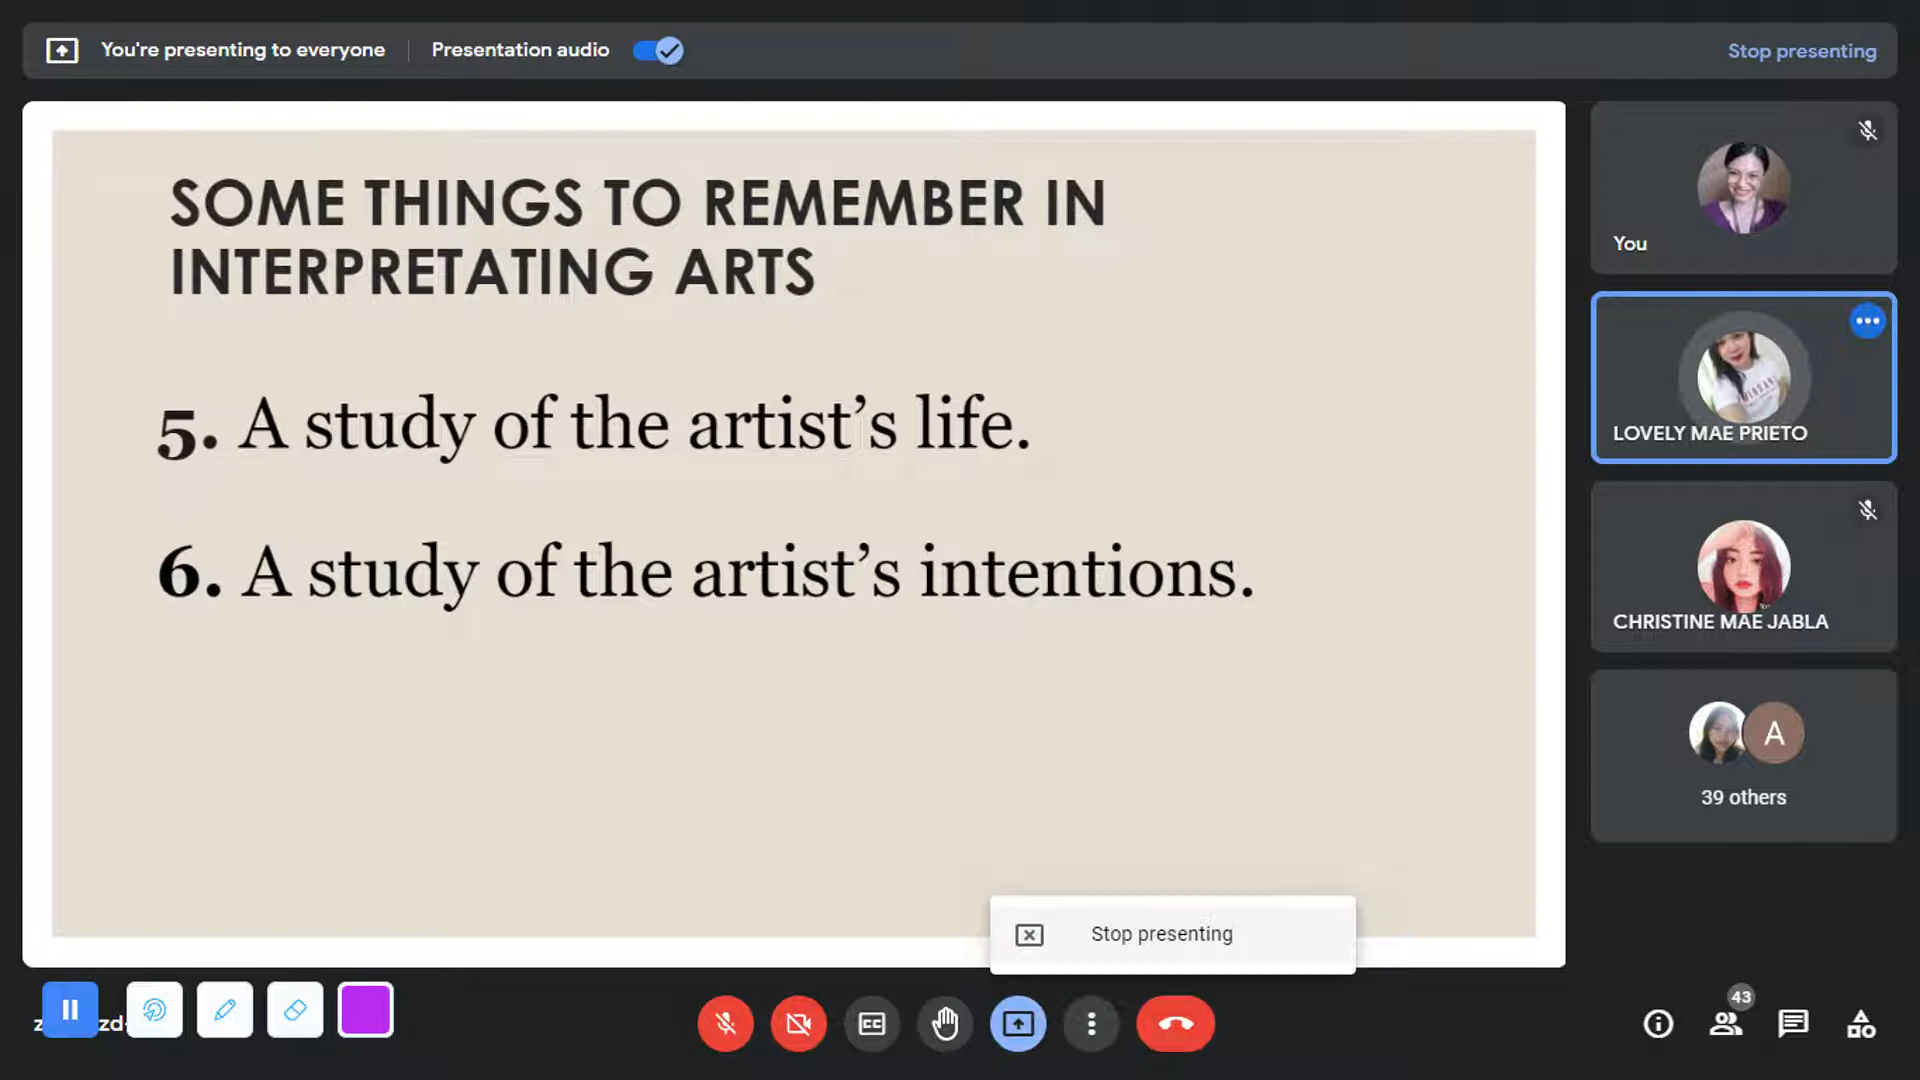 You're presenting to everyone
Presentation audio
Stop presenting
SOME THINGS TO REMEMBER IN
INTERPRETATING ARTS
5. A study of the artist's life.
6. A study of the artist's intentions.
You
LOVELY MAE PRIETO
CHRISTINE MAE JABLA
A
39 others
Stop presenting
CC
43